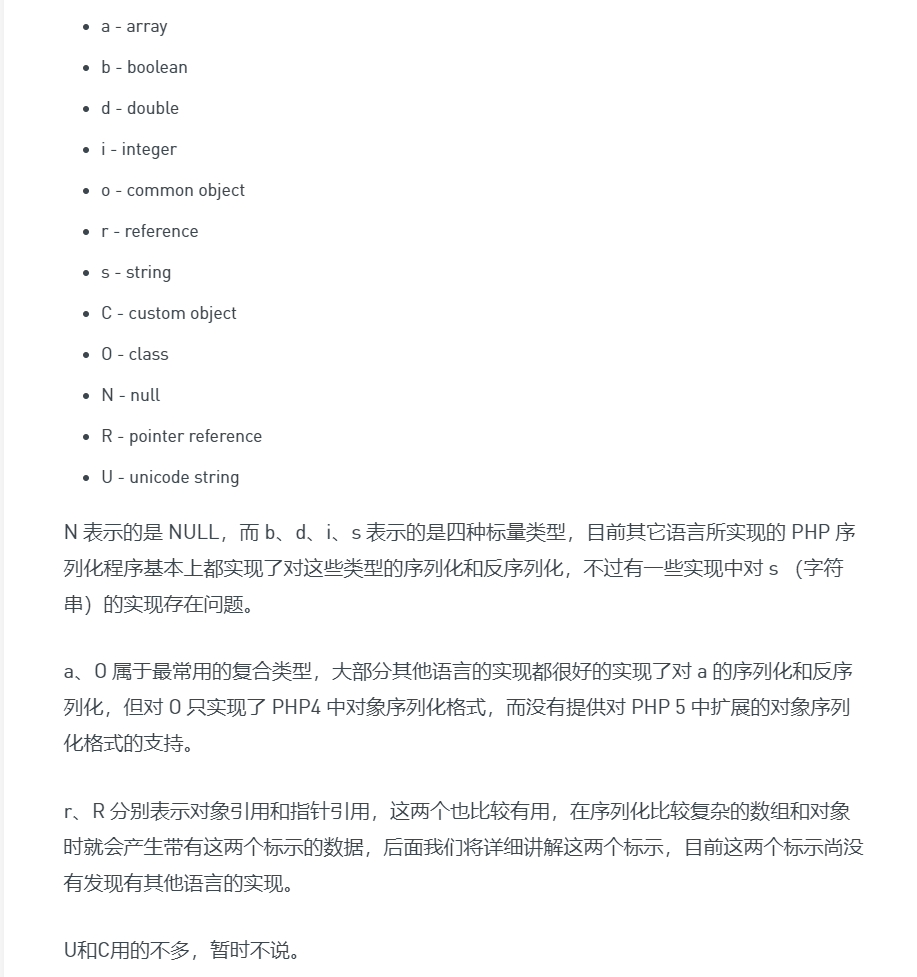 • a - array
• b - boolean
• d - double
• i - integer
• o - common object
• r - reference
• s - string
• C - custom object
• O - class
• N - null
• R - pointer reference
• U - unicode string
N 表示的是 NULL，而 b、d、i、s 表示的是四种标量类型，目前其它语言所实现的 PHP 序
列化程序基本上都实现了对这些类型的序列化和反序列化，不过有一些实现中对 s （字符
串）的实现存在问题。
a、O 属于最常用的复合类型，大部分其他语言的实现都很好的实现了对 a 的序列化和反序
列化，但对 O 只实现了 PHP4 中对象序列化格式，而没有提供对 PHP 5 中扩展的对象序列
化格式的支持。
r、R 分别表示对象引用和指针引用，这两个也比较有用，在序列化比较复杂的数组和对象
时就会产生带有这两个标示的数据，后面我们将详细讲解这两个标示，目前这两个标示尚没
有发现有其他语言的实现。
U和C用的不多，暂时不说。